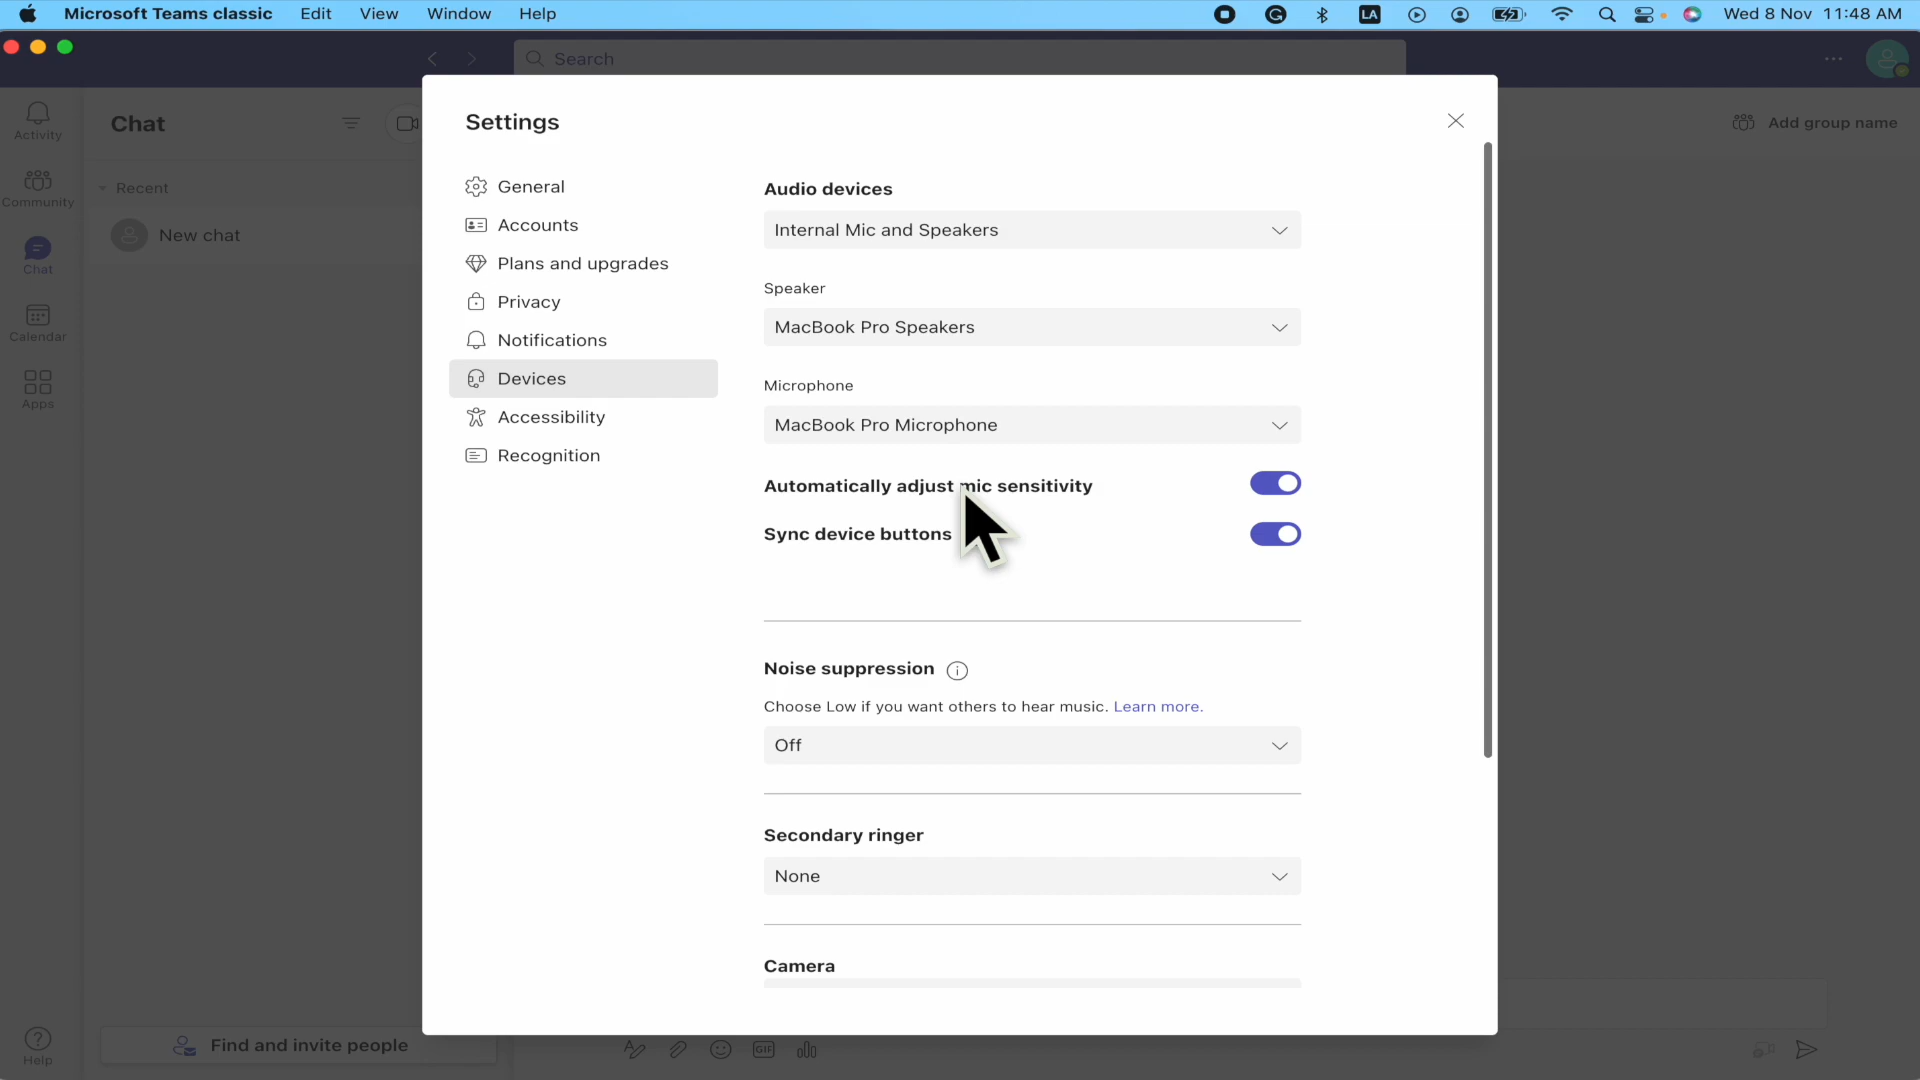 Microsoft Teams classic Edit View Window Help LA Wed 8 Nov 11:48 AM
Search
Activity
Community
Chat
Calendar
Apps
Help
Chat
Recent
New chat
Find and invite people
Add group name
Settings
General
Accounts
Plans and upgrades
Privacy
Notifications
Devices
Accessibility
Recognition
Audio devices
Internal Mic and Speakers
Speaker
MacBook Pro Speakers
Microphone
MacBook Pro Microphone
Automatically adjust mic sensitivity
Sync device buttons
Noise suppression
Choose Low if you want others to hear music. Learn more.
Off
Secondary ringer
None
Camera
GIF